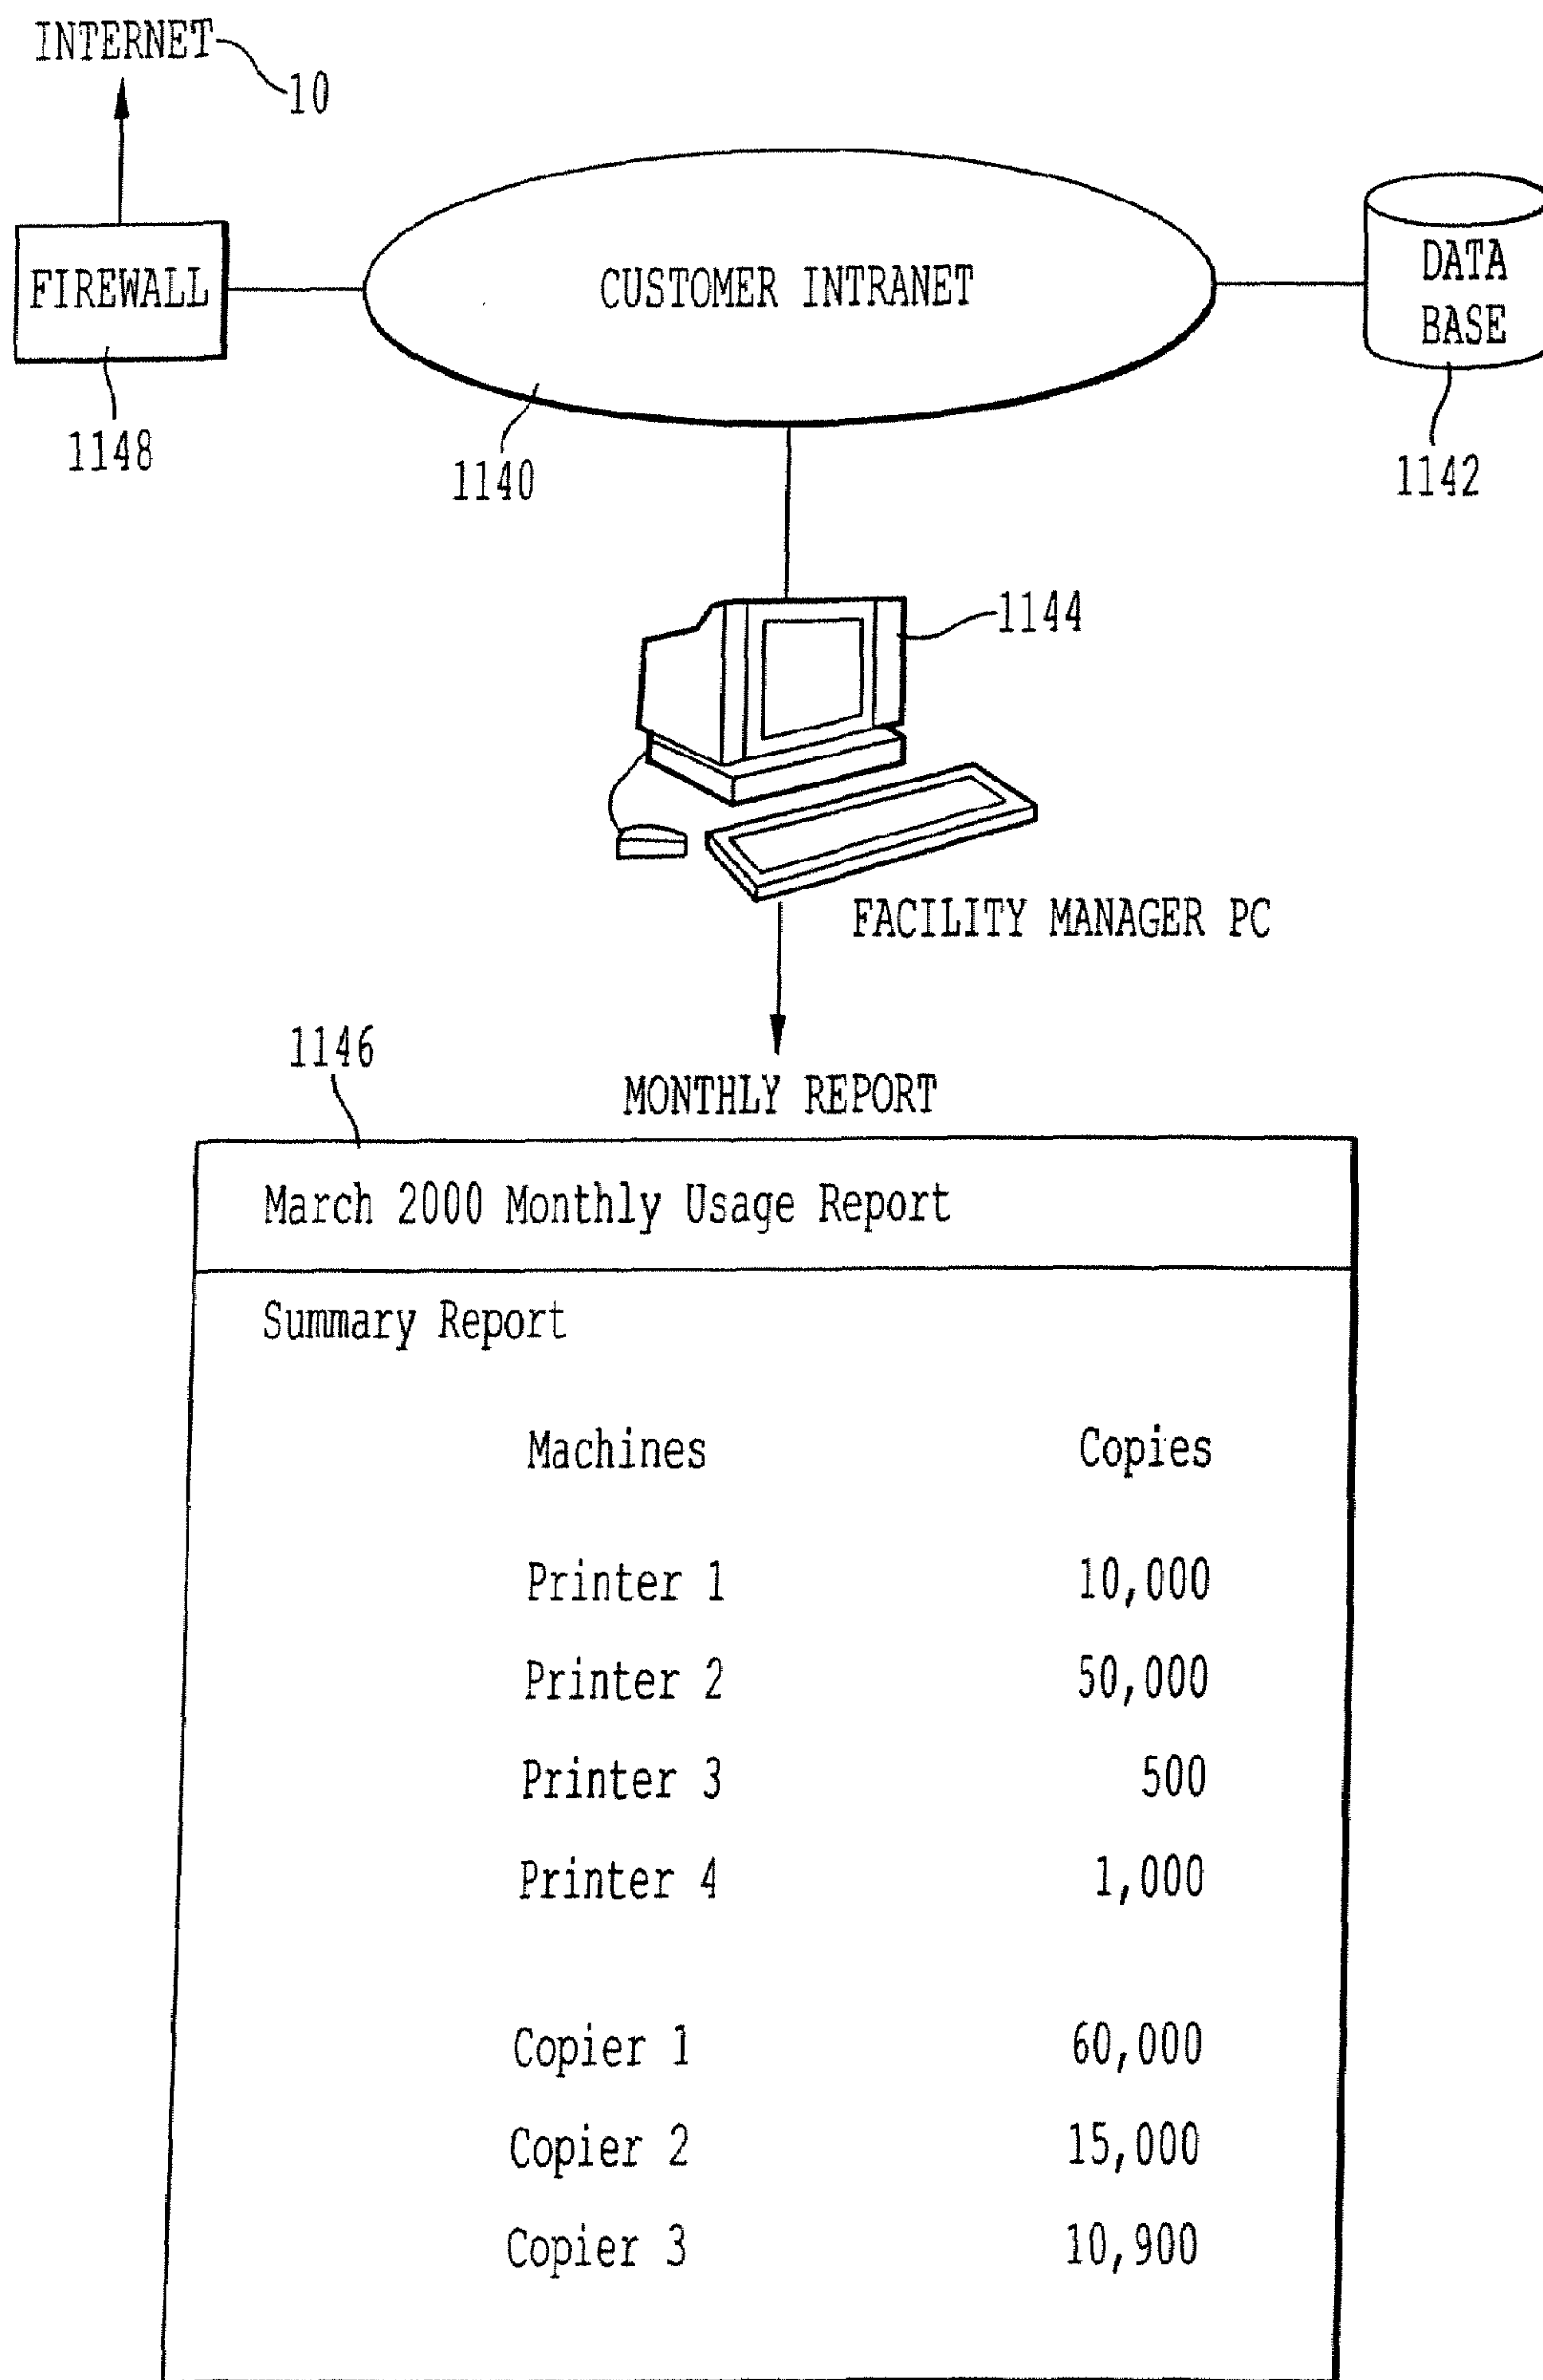 INTERNET
10
FIREWALL
CUSTOMER INTRANET
DATA
BASE
1148
1140
1142
1144
FACILITY MANAGER PC
1146
MONTHLY REPORT
March 2000 Monthly Usage Report
Summary Report
Machines Copies
Printer 1 10,000
Printer 2 50,000
Printer 3 500
Printer 4 1,000
Copier 1 60,000
Copier 2 15,000
Copier 3 10,900